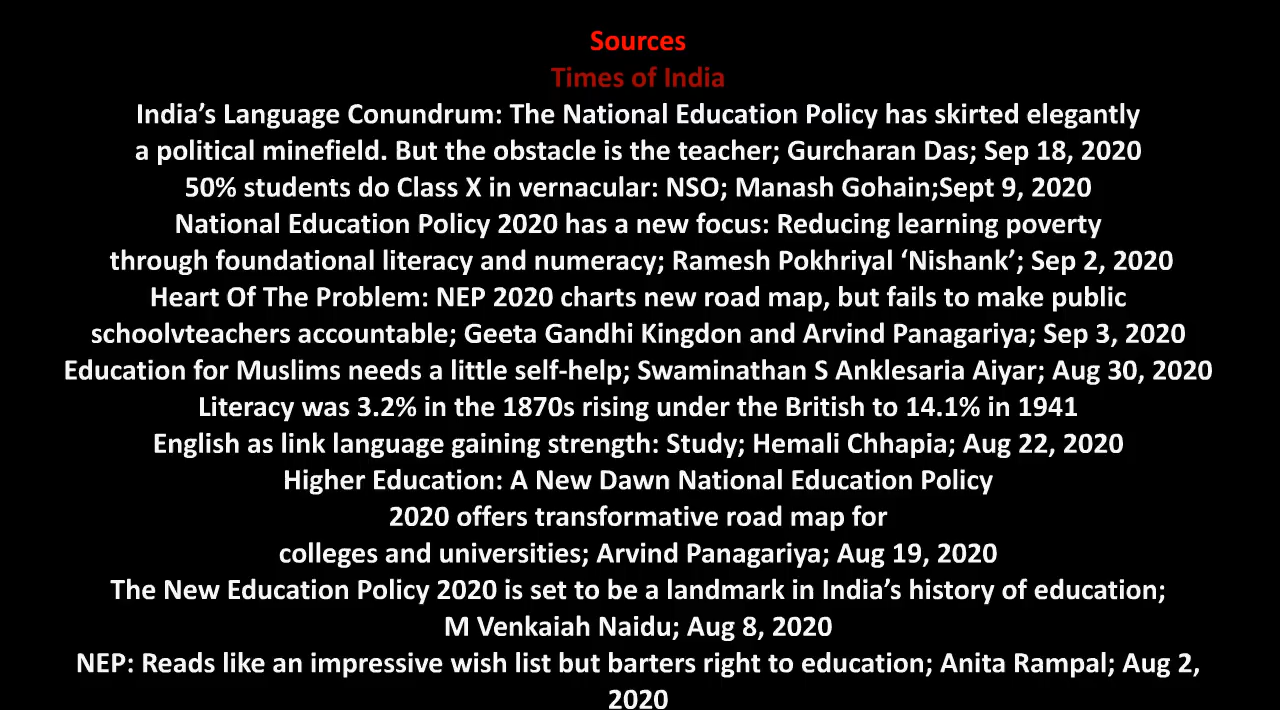 Sources
Times of India
India’s Language Conundrum: The National Education Policy has skirted elegantly
a political minefield. But the obstacle is the teacher; Gurcharan Das; Sep 18, 2020
50% students do Class X in vernacular: NSO; Manash Gohain;Sept 9, 2020
National Education Policy 2020 has a new focus: Reducing learning poverty
through foundational literacy and numeracy; Ramesh Pokhriyal ‘Nishank’; Sep 2, 2020
Heart Of The Problem: NEP 2020 charts new road map, but fails to make public
schoolvteachers accountable; Geeta Gandhi Kingdon and Arvind Panagariya; Sep 3, 2020
Education for Muslims needs a little self-help; Swaminathan S Anklesaria Aiyar; Aug 30, 2020
Literacy was 3.2% in the 1870s rising under the British to 14.1% in 1941
English as link language gaining strength: Study; Hemali Chhapia; Aug 22, 2020
Higher Education: A New Dawn National Education Policy
2020 offers transformative road map for
colleges and universities; Arvind Panagariya; Aug 19, 2020
The New Education Policy 2020 is set to be a landmark in India’s history of education;
M Venkaiah Naidu; Aug 8, 2020
NEP: Reads like an impressive wish list but barters right to education; Anita Rampal; Aug 2,
2020